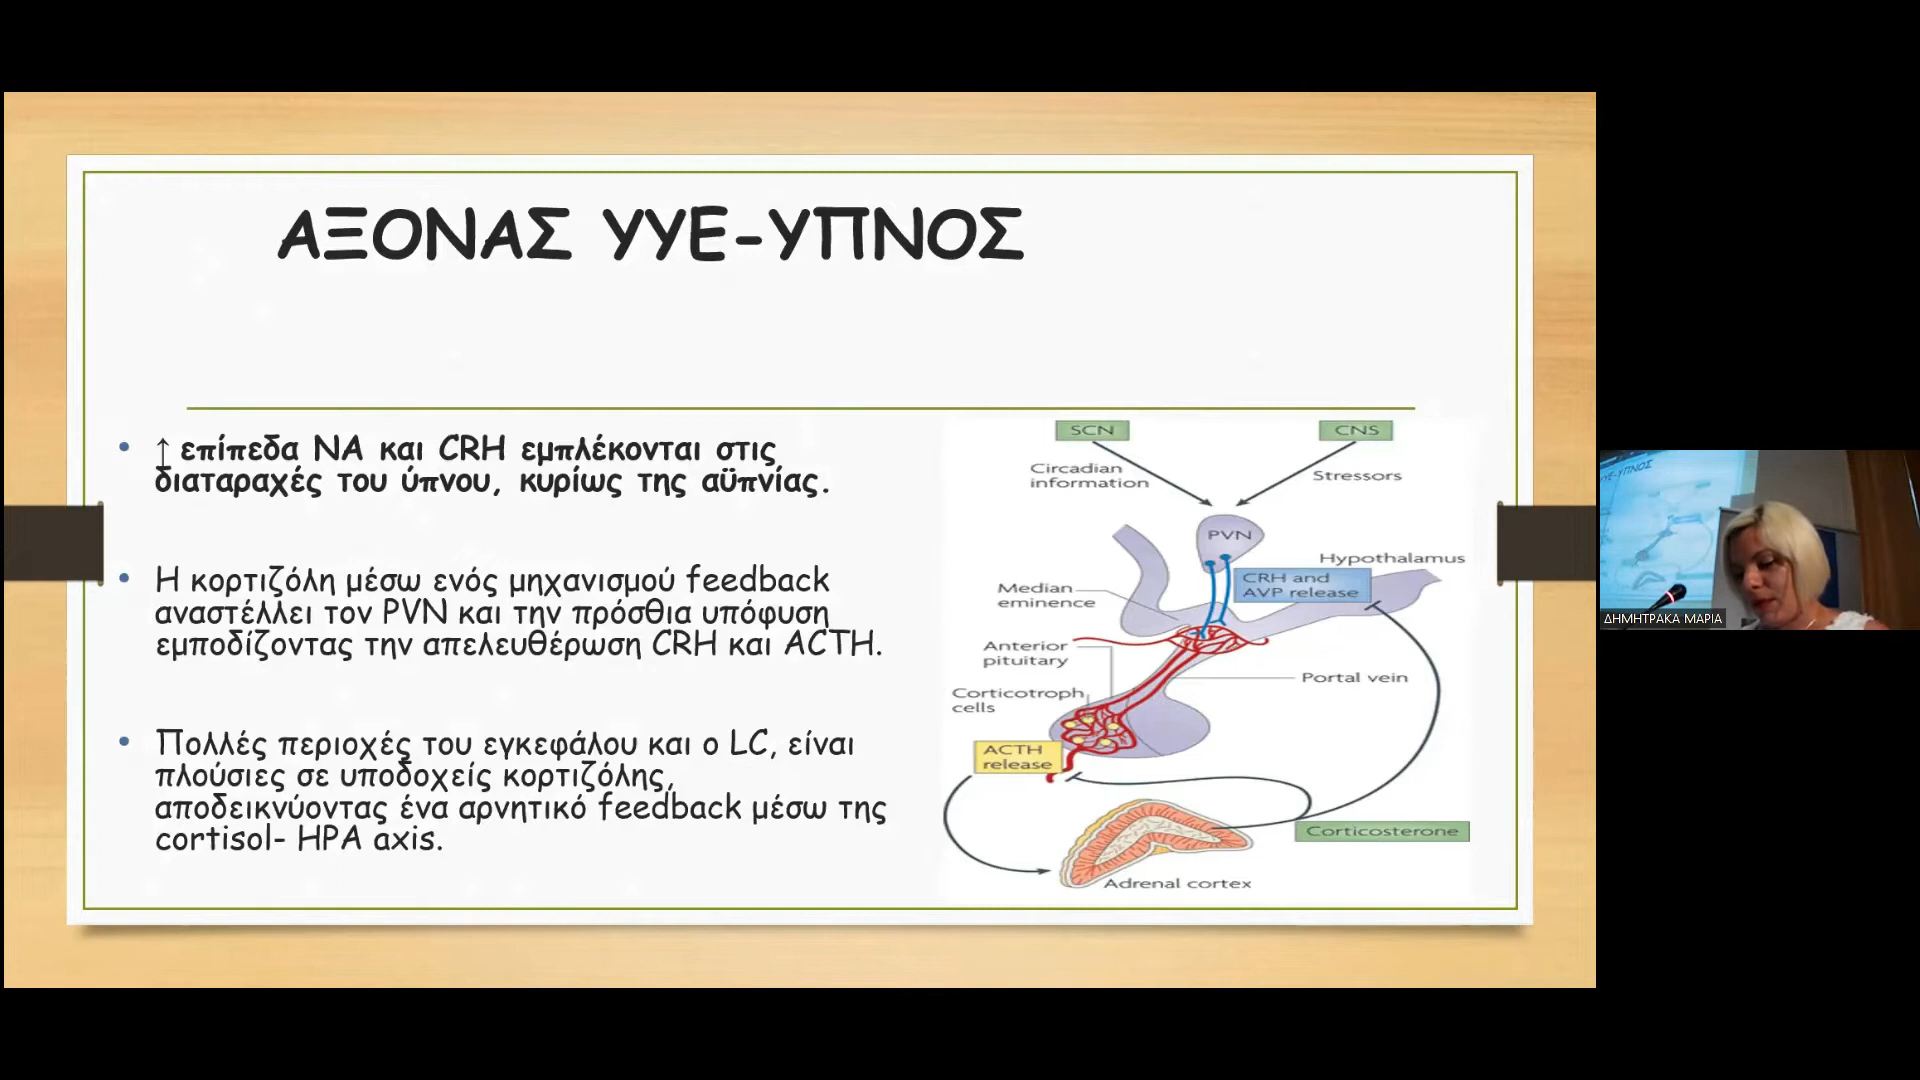 ΑΞΟΝΑΣ ΥΥΕ-ΥΠΝΟΣ
• ↑ επίπεδα ΝΑ και CRH εμπλέκονται στις
διαταραχές του ύπνου, κυρίως της αϋπνίας.
• Η κορτιζόλη μέσω ενός μηχανισμού feedback
αναστέλλει τον PVN και την πρόσθια υπόφυση
εμποδίζοντας την απελευθέρωση CRH και ACTH.
• Πολλές περιοχές του εγκεφάλου και ο LC, είναι
πλούσιες σε υποδοχείς κορτιζόλης,
αποδεικνύοντας ένα αρνητικό feedback μέσω της
cortisol- HPA axis.
SCN
CNS
Circadian
information
Stressors
PVN
Hypothalamus
CRH and
AVP release
Median
eminence
Anterior
pituitary
Portal vein
Corticotroph
cells
ACTH
release
Corticosterone
Adrenal cortex
ΥΕ-ΥΠΝΟΣ
ΔΗΜΗΤΡΑΚΑ ΜΑΡΙΑ